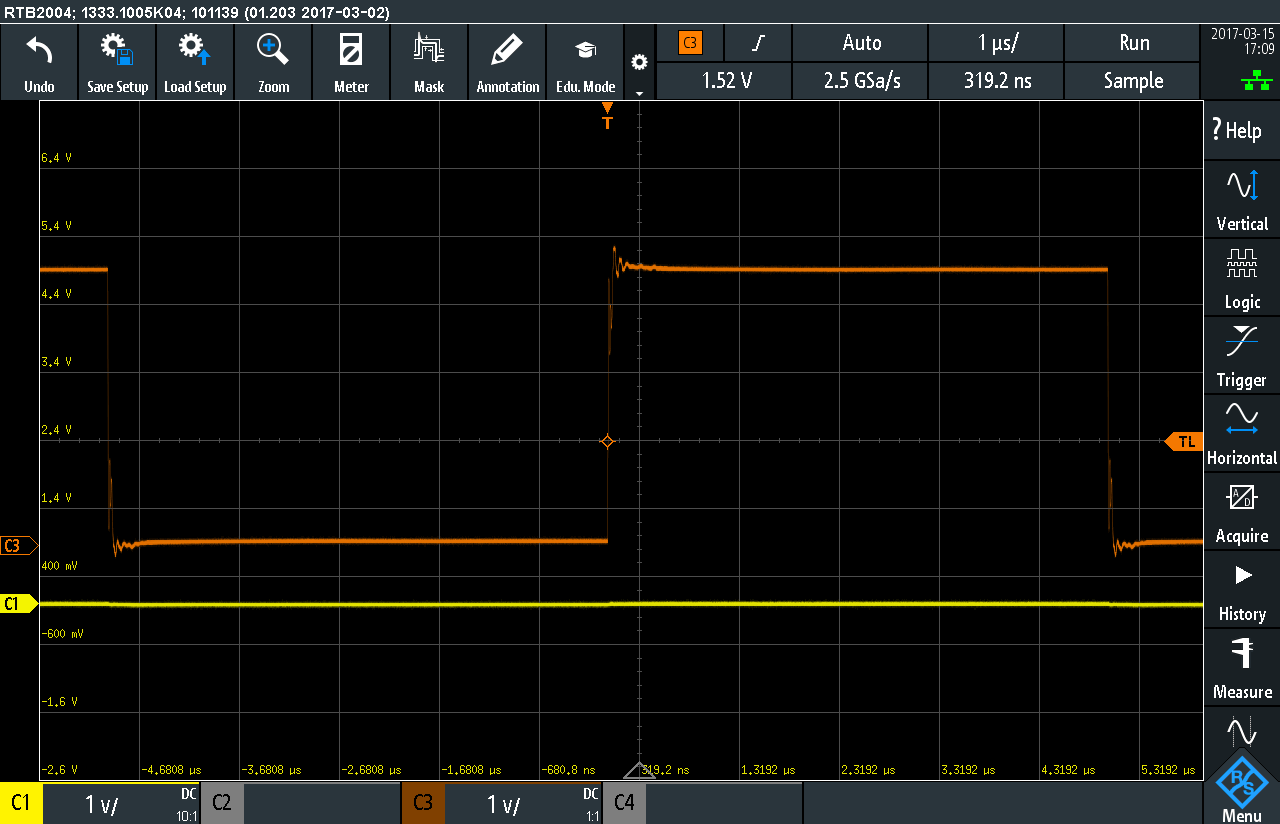 RTB2004; 1333.1005K04; 101139 (01.203 2017-03-02)
Undo
Save Setup
Load Setup
Zoom
Meter
Mask
Annotation
Edu. Mode
C3
Auto
1 µs/
Run
1.52 V
2.5 GSa/s
319.2 ns
Sample
2017-03-15
17:09
T
? Help
Vertical
Logic
Trigger
Horizontal
A/D
Acquire
History
Measure
R&S
Menu
6.4 V
5.4 V
4.4 V
3.4 V
2.4 V
TL
1.4 V
C3
400 mV
C1
-600 mV
-1.6 V
-2.6 V
-4.6808 µs
-3.6808 µs
-2.6808 µs
-1.6808 µs
-680.8 ns
319.2 ns
1.3192 µs
2.3192 µs
3.3192 µs
4.3192 µs
5.3192 µs
C1
1 V/
DC
10:1
C2
C3
1 V/
DC
1:1
C4